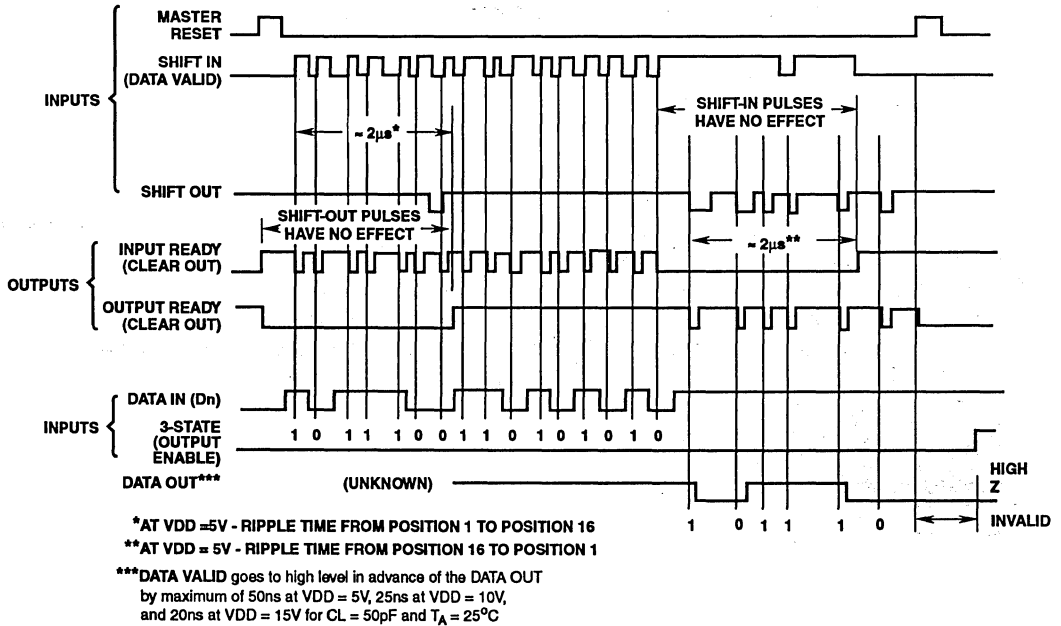 MASTER
RESET
SHIFT IN
(DATA VALID)
INPUTS
SHIFT-IN PULSES
HAVE NO EFFECT
≈ 2µs*
SHIFT OUT
SHIFT-OUT PULSES
HAVE NO EFFECT
INPUT READY
(CLEAR OUT)
≈ 2µs**
OUTPUTS
OUTPUT READY
(CLEAR OUT)
DATA IN (Dn)
INPUTS
3-STATE
(OUTPUT
ENABLE)
1 0 1 1 1 0 0 1 1 0 1 0 1 0 1 0
DATA OUT***
(UNKNOWN)
HIGH
Z
1 0 1 1 1 0
INVALID
*AT VDD =5V - RIPPLE TIME FROM POSITION 1 TO POSITION 16
**AT VDD = 5V - RIPPLE TIME FROM POSITION 16 TO POSITION 1
***DATA VALID goes to high level in advance of the DATA OUT
by maximum of 50ns at VDD = 5V, 25ns at VDD = 10V,
and 20ns at VDD = 15V for CL = 50pF and TA = 25°C